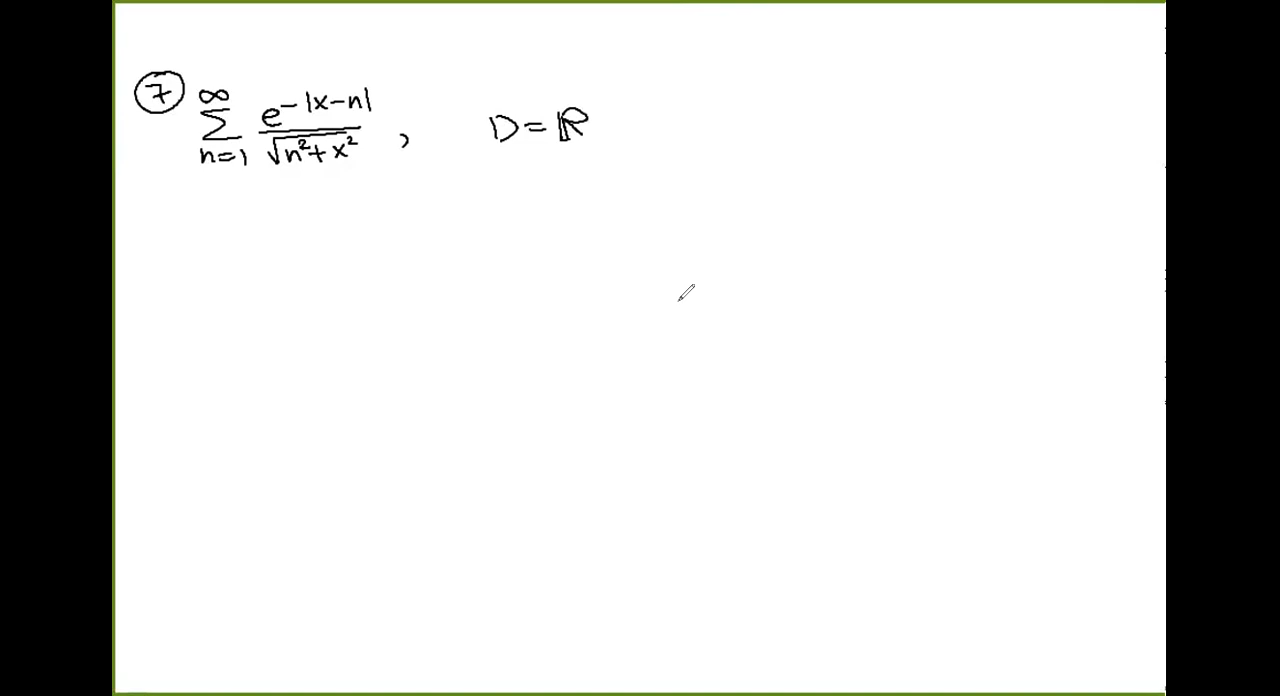 ⑦ ∑_{n=1}^{∞} e^{-|x-n|} / √(n²+x²) , D = ℝ